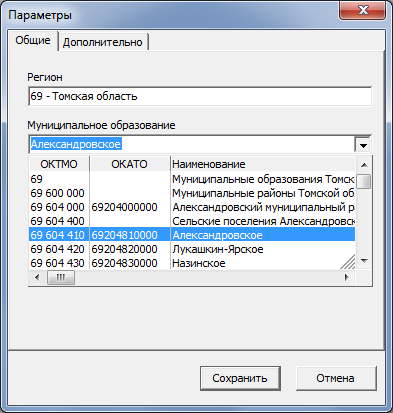 Параметры
Общие Дополнительно
Регион
69 - Томская область
Муниципальное образование
Александровское
ОКТМО ОКАТО Наименование
69 Муниципальные образования Томск
69 600 000 Муниципальные районы Томской об
69 604 000 69204000000 Александровский муниципальный р
69 604 400 Сельские поселения Александровск
69 604 410 69204810000 Александровское
69 604 420 69204820000 Лукашкин-Ярское
69 604 430 69204830000 Назинское
Сохранить Отмена